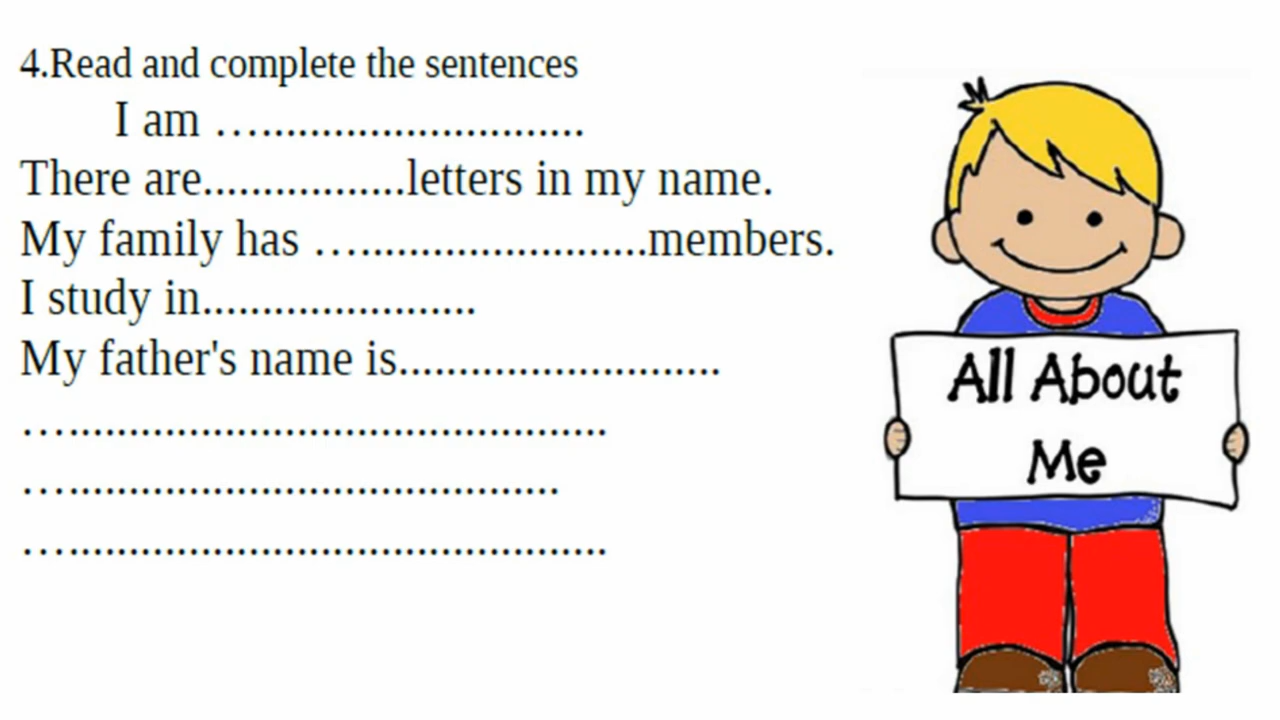 4.Read and complete the sentences
I am …...........................
There are.................letters in my name.
My family has …........................members.
I study in.......................
My father's name is...........................
…..............................................
…..........................................
…..............................................
All About
Me